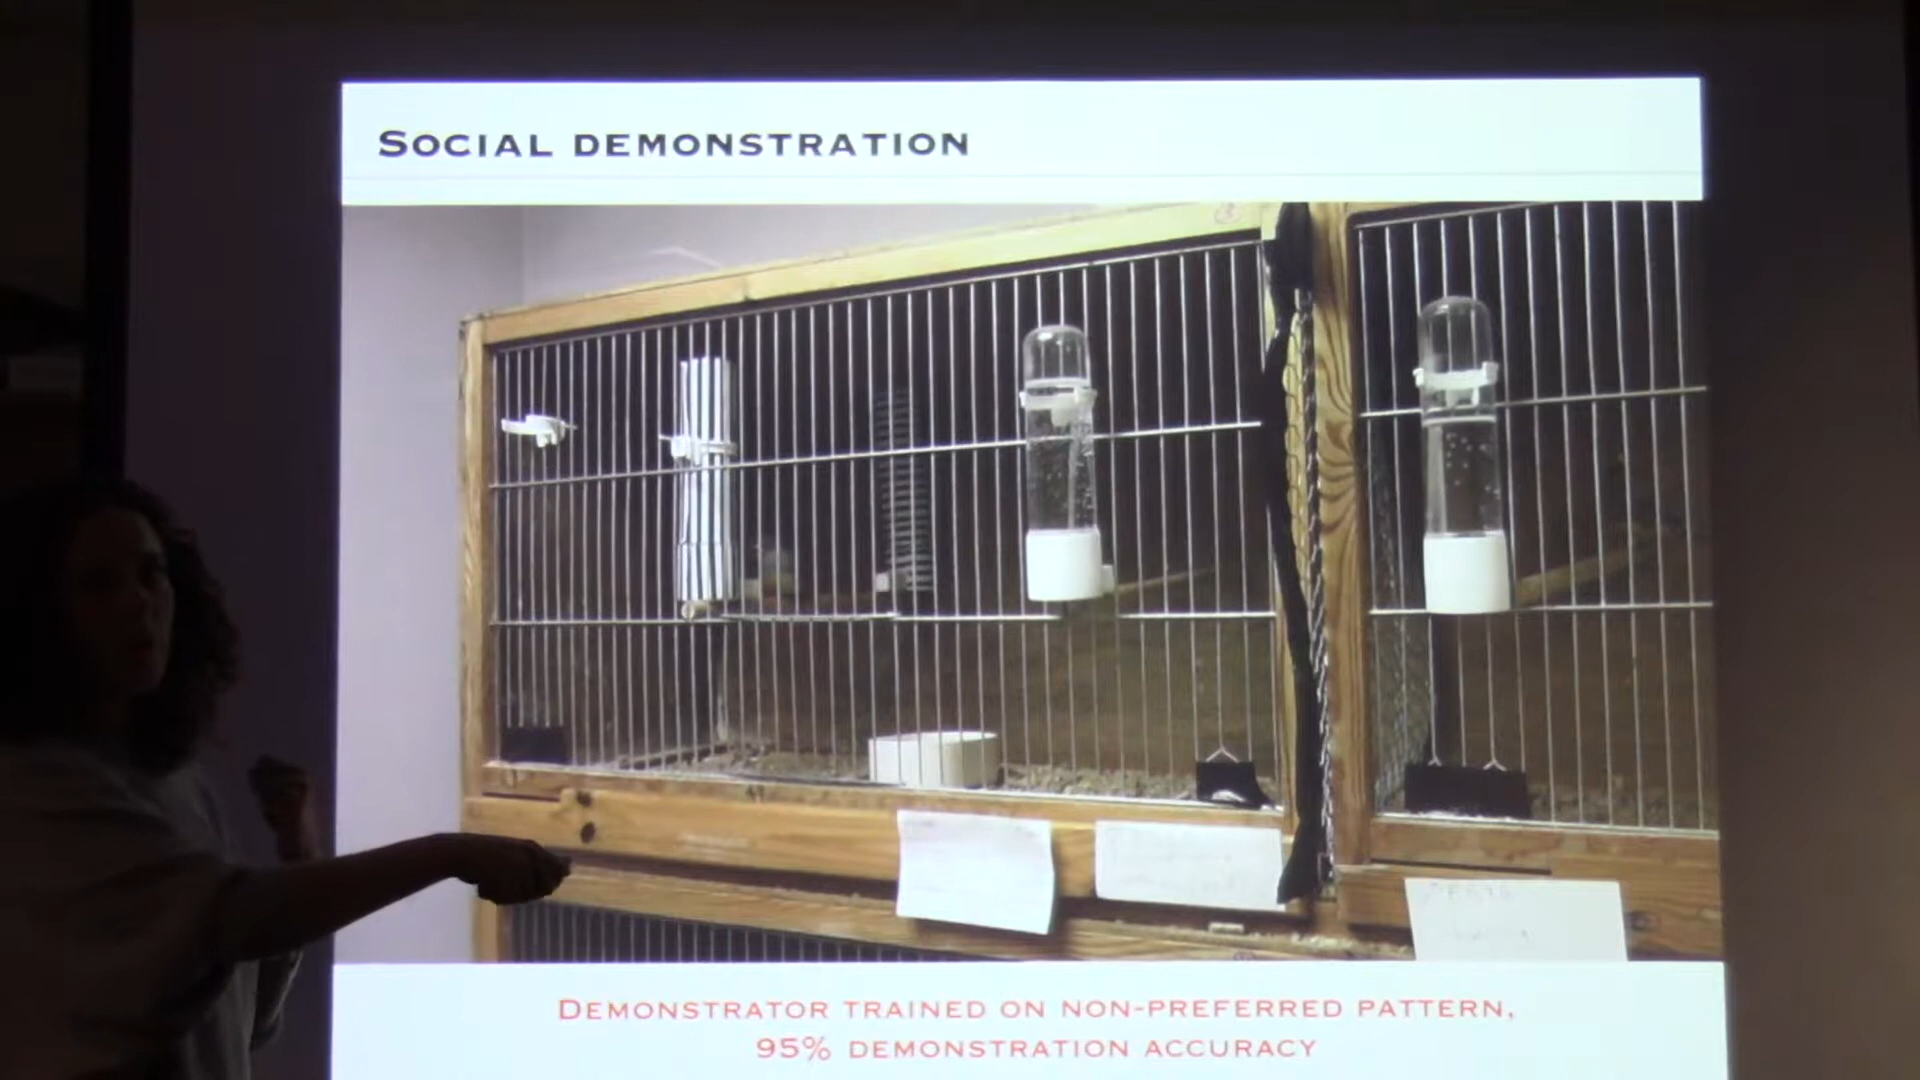 SOCIAL DEMONSTRATION
DEMONSTRATOR TRAINED ON NON-PREFERRED PATTERN,
95% DEMONSTRATION ACCURACY